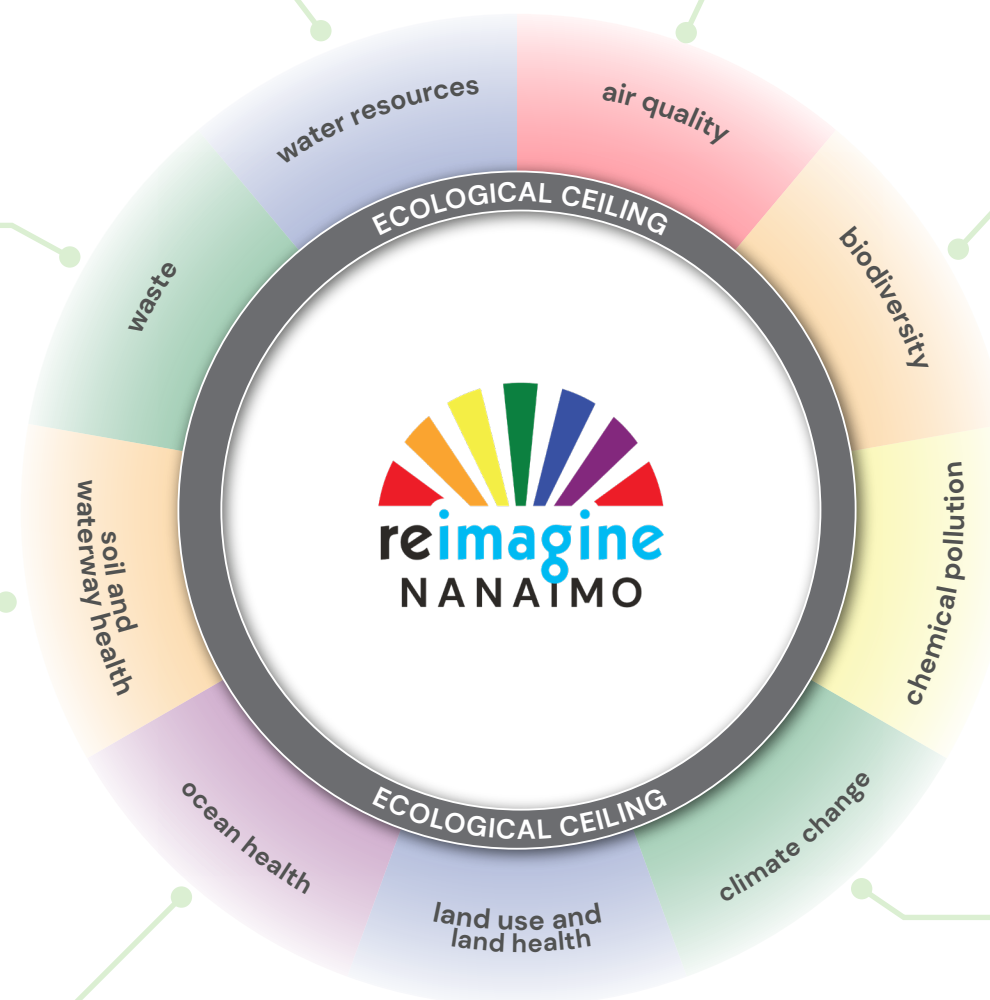 water resources
air quality
ECOLOGICAL CEILING
biodiversity
waste
chemical pollution
soil and
waterway health
reimagine
NANAIMO
climate change
ocean health
ECOLOGICAL CEILING
land use and
land health